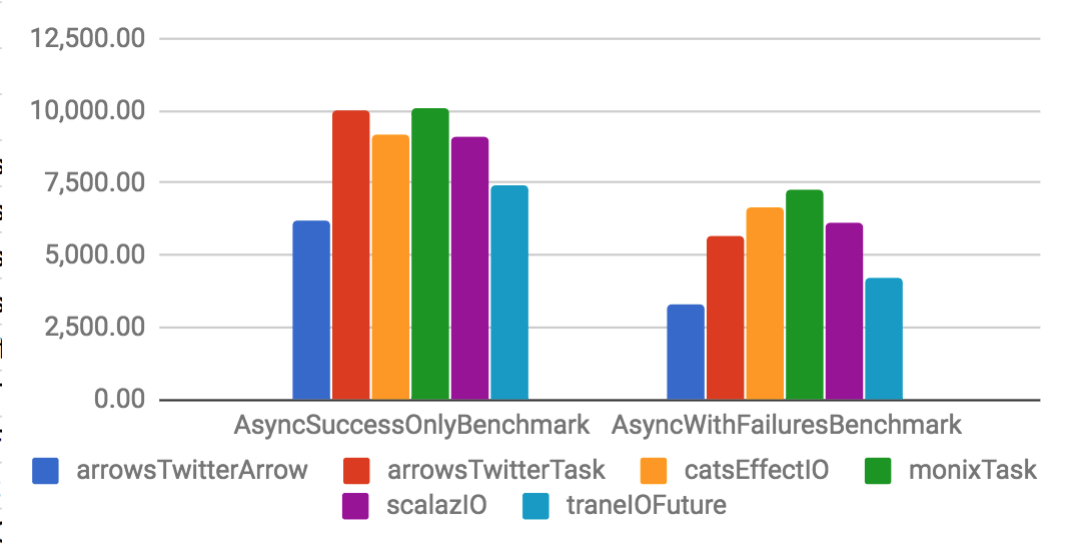 12,500.00
10,000.00
7,500.00
5,000.00
2,500.00
0.00
AsyncSuccessOnlyBenchmark AsyncWithFailuresBenchmark
arrowsTwitterArrow arrowsTwitterTask catsEffectIO monixTask
scalazIO traneIOFuture